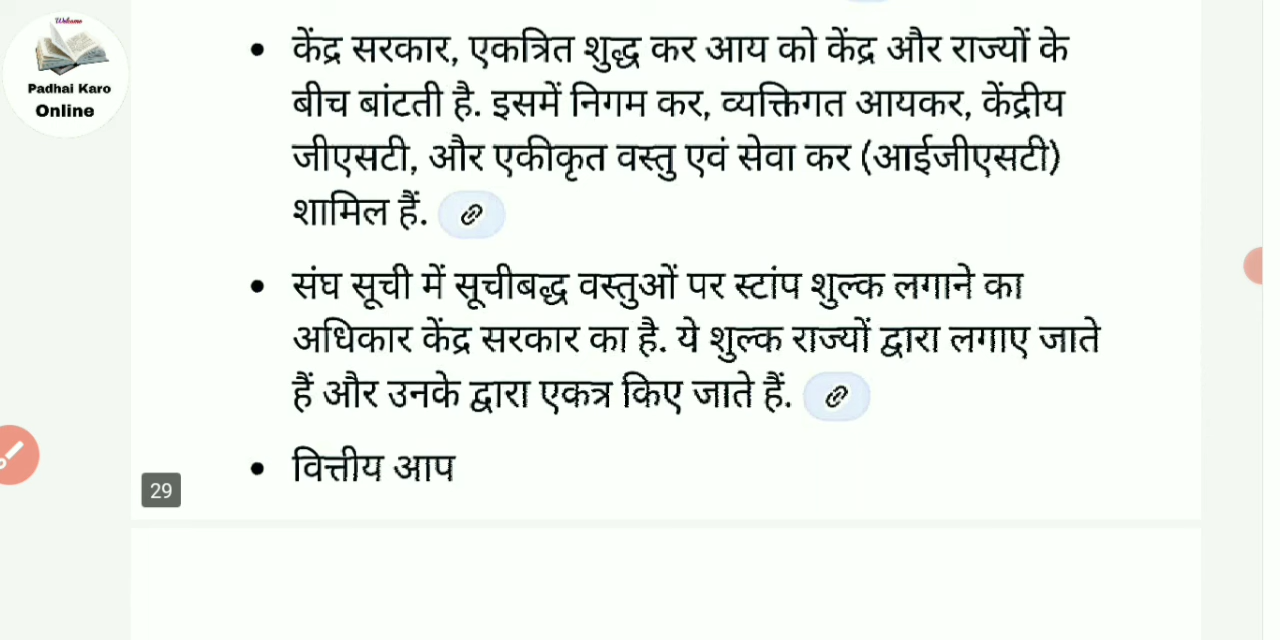 Welcome
Padhai Karo
Online
• केंद्र सरकार, एकत्रित शुद्ध कर आय को केंद्र और राज्यों के
बीच बांटती है. इसमें निगम कर, व्यक्तिगत आयकर, केंद्रीय
जीएसटी, और एकीकृत वस्तु एवं सेवा कर (आईजीएसटी)
शामिल हैं.
• संघ सूची में सूचीबद्ध वस्तुओं पर स्टांप शुल्क लगाने का
अधिकार केंद्र सरकार का है. ये शुल्क राज्यों द्वारा लगाए जाते
हैं और उनके द्वारा एकत्र किए जाते हैं.
• वित्तीय आप
29